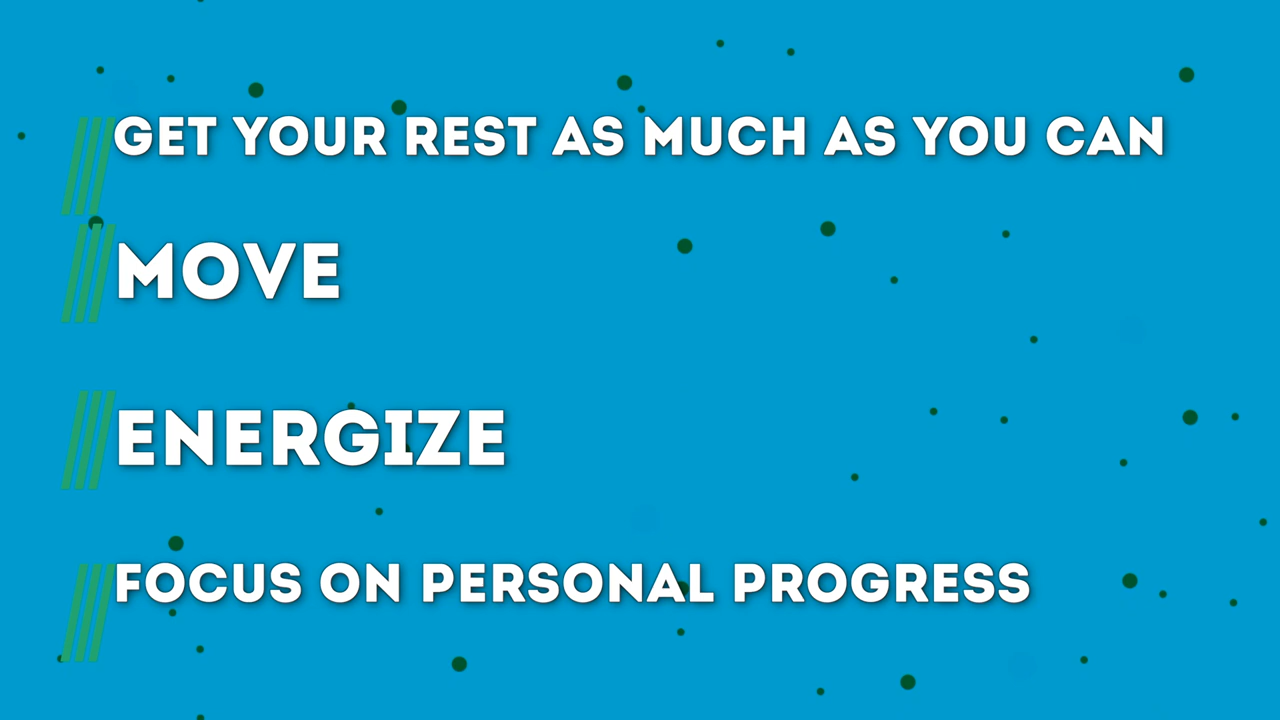 GET YOUR REST AS MUCH AS YOU CAN
MOVE
ENERGIZE
FOCUS ON PERSONAL PROGRESS